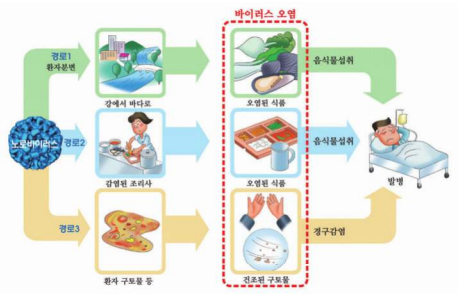 바이러스 오염
경로1
환자분변
강에서 바다로
오염된 식품
음식물섭취
노로바이러스
경로2
감염된 조리사
오염된 식품
음식물섭취
발병
경로3
환자 구토물 등
건조된 구토물
경구감염